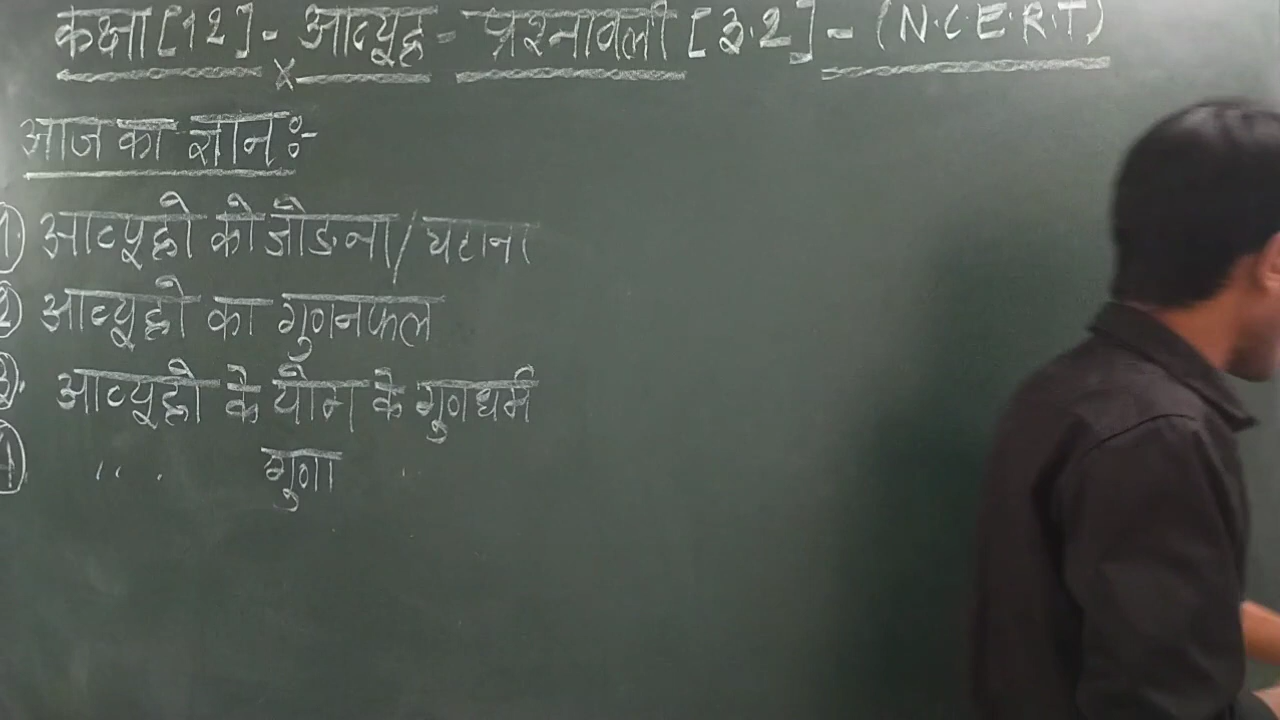 कक्षा [12] - आव्यूह - प्रश्नावली [3.2] - (N.C.E.R.T)
आज का ज्ञान :-
1. आव्यूहों को जोड़ना / घटाना
2 आव्यूहों का गुणनफल
3. आव्यूहों के योग के गुणधर्म
4 " " गुणा "